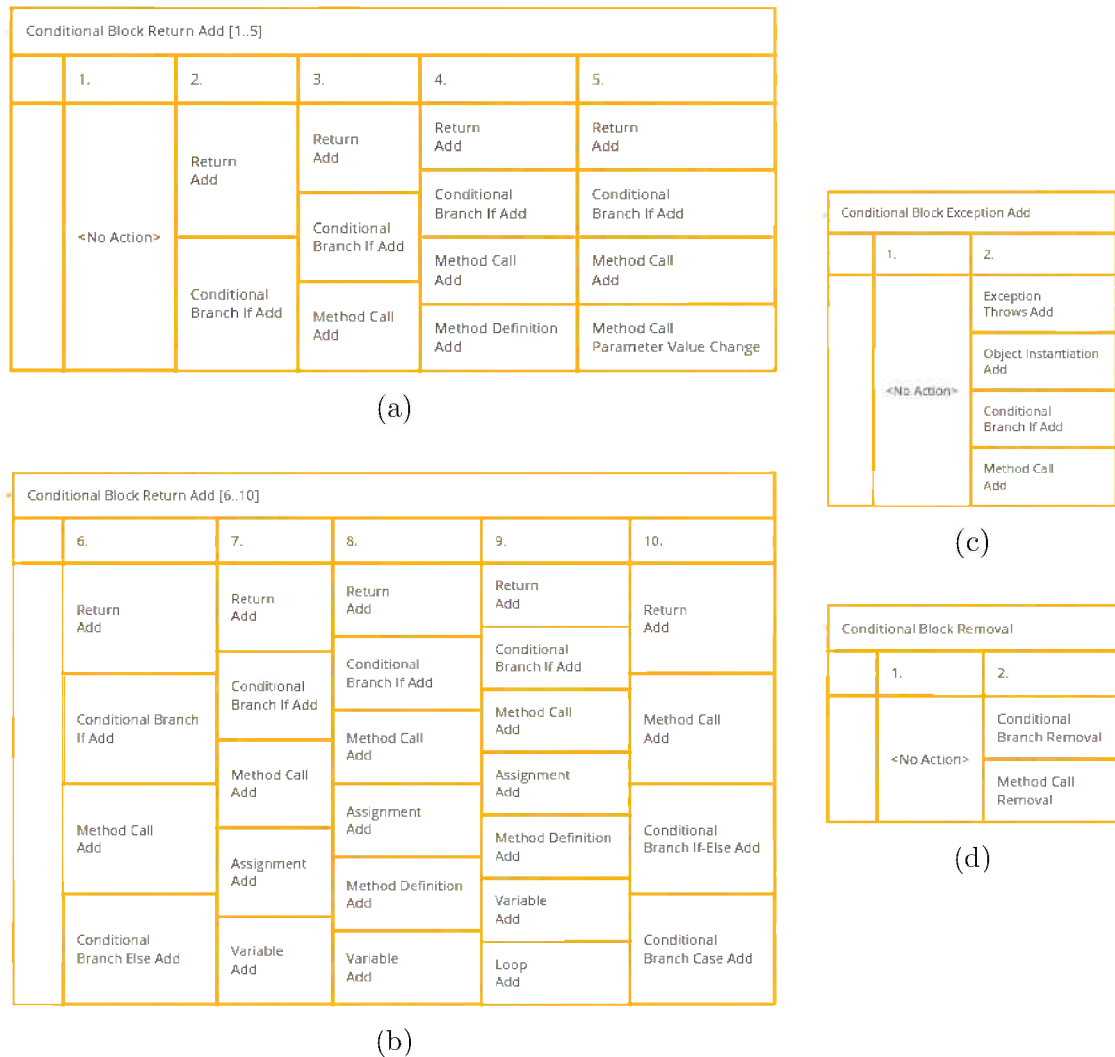 Conditional Block Return Add [1..5]
1.
2.
3.
4.
5.
<No Action>
Return
Add
Conditional
Branch If Add
Return
Add
Conditional
Branch If Add
Method Call
Add
Return
Add
Conditional
Branch If Add
Method Call
Add
Method Definition
Add
Return
Add
Conditional
Branch If Add
Method Call
Add
Method Call
Parameter Value Change
(a)
Conditional Block Return Add [6..10]
6.
7.
8.
9.
10.
Return
Add
Conditional Branch
If Add
Method Call
Add
Conditional
Branch Else Add
Return
Add
Conditional
Branch If Add
Method Call
Add
Assignment
Add
Variable
Add
Return
Add
Conditional
Branch If Add
Method Call
Add
Assignment
Add
Method Definition
Add
Variable
Add
Return
Add
Conditional
Branch If Add
Method Call
Add
Assignment
Add
Method Definition
Add
Variable
Add
Loop
Add
Return
Add
Method Call
Add
Conditional
Branch If-Else Add
Conditional
Branch Case Add
(b)
Conditional Block Exception Add
1.
2.
<No Action>
Exception
Throws Add
Object Instantiation
Add
Conditional
Branch If Add
Method Call
Add
(c)
Conditional Block Removal
1.
2.
<No Action>
Conditional
Branch Removal
Method Call
Removal
(d)